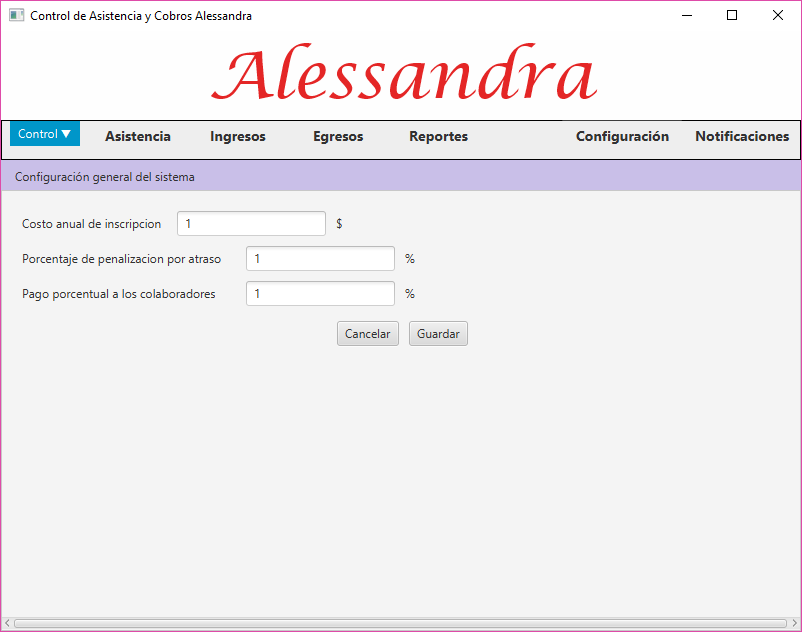 Control de Asistencia y Cobros Alessandra
Alessandra
Control ▼ Asistencia Ingresos Egresos Reportes Configuración Notificaciones
Configuración general del sistema
Costo anual de inscripcion 1 $
Porcentaje de penalizacion por atraso 1 %
Pago porcentual a los colaboradores 1 %
Cancelar Guardar